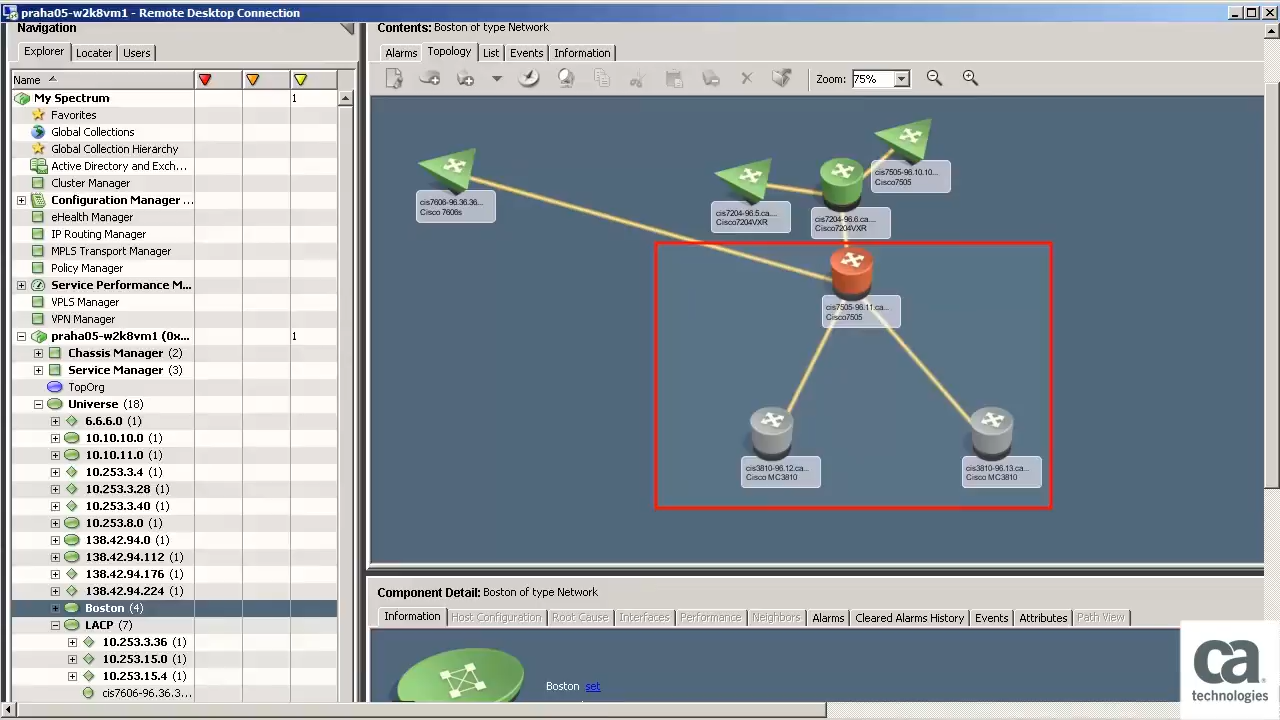 praha05-w2k8vm1 - Remote Desktop Connection
Navigation
Explorer Locater Users
Name
My Spectrum 1
Favorites
Global Collections
Global Collection Hierarchy
Active Directory and Exch...
Cluster Manager
Configuration Manager ...
eHealth Manager
IP Routing Manager
MPLS Transport Manager
Policy Manager
Service Performance M...
VPLS Manager
VPN Manager
praha05-w2k8vm1 (0x... 1
Chassis Manager (2)
Service Manager (3)
TopOrg
Universe (18)
6.6.6.0 (1)
10.10.10.0 (1)
10.10.11.0 (1)
10.253.3.4 (1)
10.253.3.28 (1)
10.253.3.40 (1)
10.253.8.0 (1)
138.42.94.0 (1)
138.42.94.112 (1)
138.42.94.176 (1)
138.42.94.224 (1)
Boston (4)
LACP (7)
10.253.3.36 (1)
10.253.15.0 (1)
10.253.15.4 (1)
cis7606-96.36.3...
Contents: Boston of type Network
Alarms Topology List Events Information
Zoom: 75%
cis7606-96.36.36...
Cisco 7606s
cis7204-96.5.ca....
Cisco7204VXR
cis7204-96.6.ca....
Cisco7204VXR
cis7505-96.10.10...
Cisco7505
cis7505-96.11.ca...
Cisco7505
cis3810-96.12.ca...
Cisco MC3810
cis3810-96.13.ca...
Cisco MC3810
Component Detail: Boston of type Network
Information Host Configuration Root Cause Interfaces Performance Neighbors Alarms Cleared Alarms History Events Attributes Path View
Boston set
ca
technologies